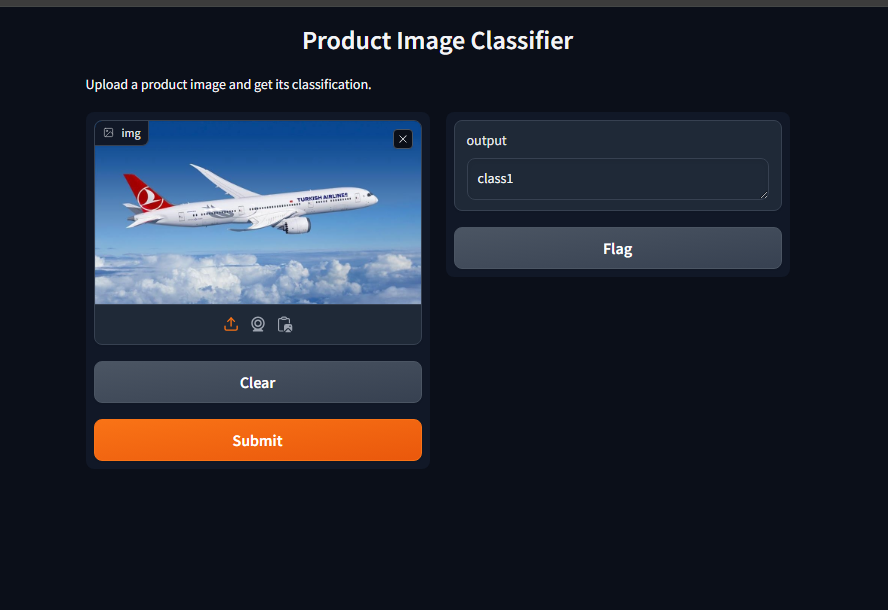 Product Image Classifier
Upload a product image and get its classification.
img
TURKISH AIRLINES
Clear
Submit
output
class1
Flag